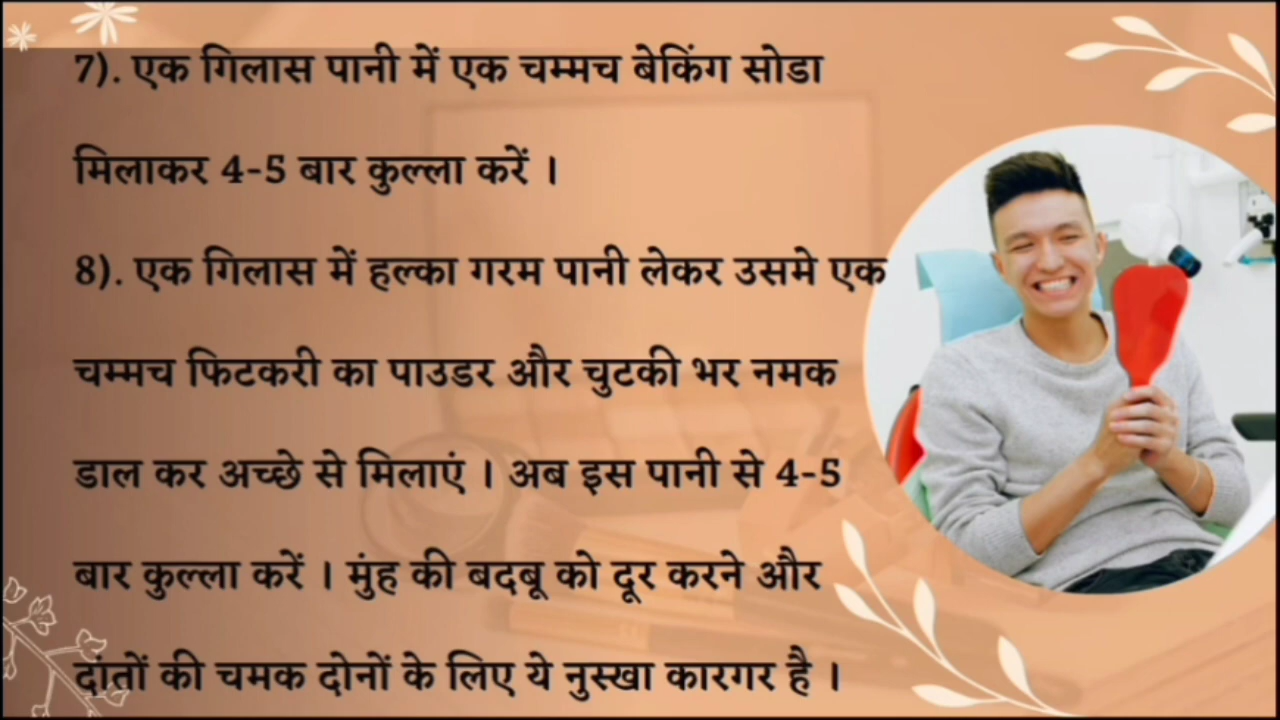 7). एक गिलास पानी में एक चम्मच बेकिंग सोडा
मिलाकर 4-5 बार कुल्ला करें ।
8). एक गिलास में हल्का गरम पानी लेकर उसमे एक
चम्मच फिटकरी का पाउडर और चुटकी भर नमक
डाल कर अच्छे से मिलाएं । अब इस पानी से 4-5
बार कुल्ला करें । मुंह की बदबू को दूर करने और
दांतों की चमक दोनों के लिए ये नुस्खा कारगर है ।